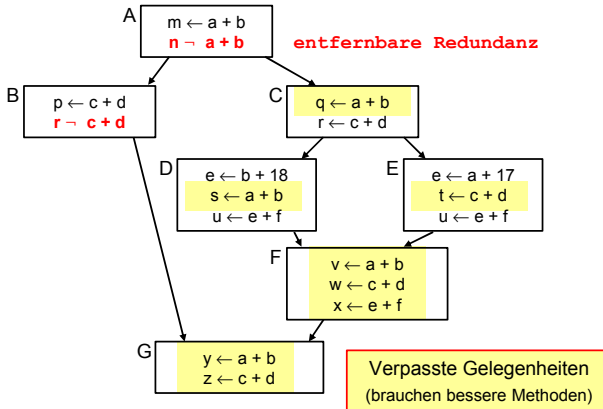 A
m ← a + b
n ¬ a + b
entfernbare Redundanz
B
p ← c + d
r ¬ c + d
C
q ← a + b
r ← c + d
D
e ← b + 18
s ← a + b
u ← e + f
E
e ← a + 17
t ← c + d
u ← e + f
F
v ← a + b
w ← c + d
x ← e + f
G
y ← a + b
z ← c + d
Verpasste Gelegenheiten
(brauchen bessere Methoden)